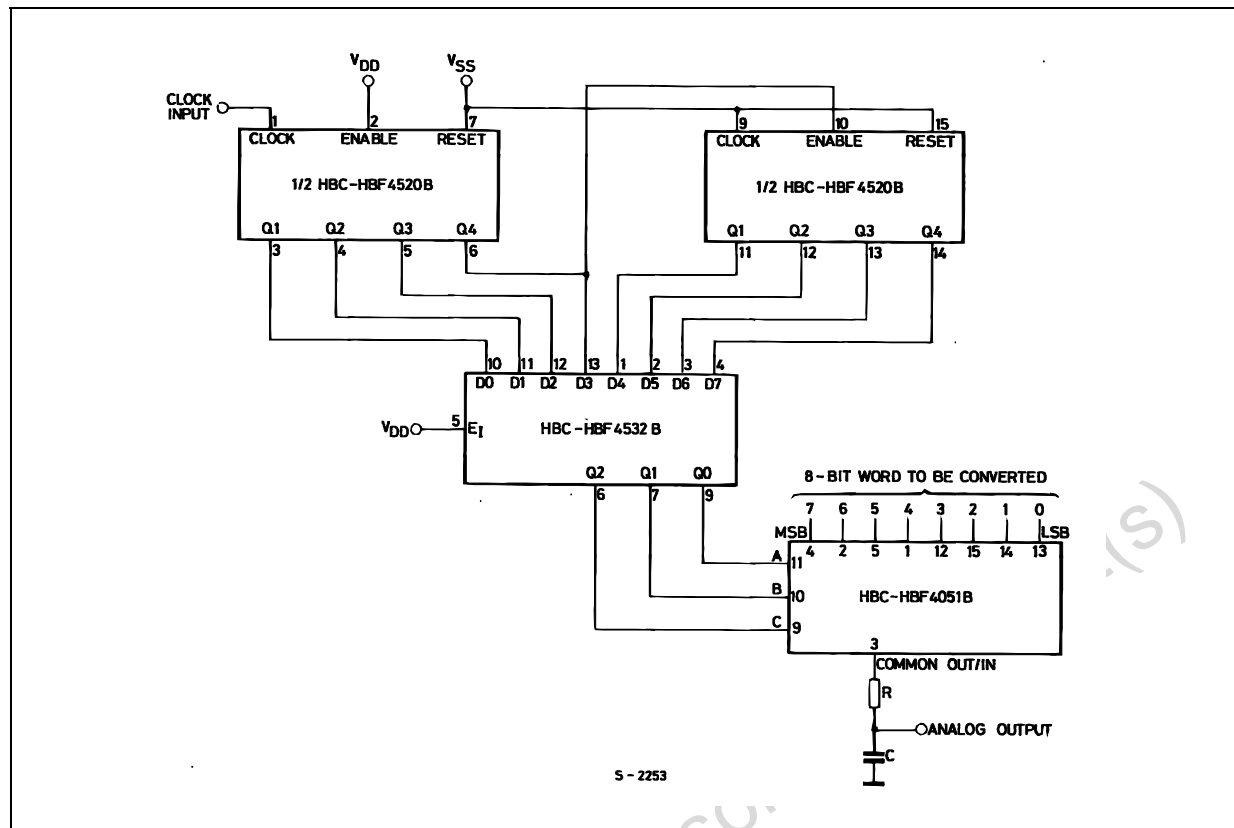 VDD
VSS
CLOCK INPUT
1 2 7
CLOCK ENABLE RESET
1/2 HBC-HBF4520B
Q1 Q2 Q3 Q4
3 4 5 6
9 10 15
CLOCK ENABLE RESET
1/2 HBC-HBF4520B
Q1 Q2 Q3 Q4
11 12 13 14
10 11 12 13 1 2 3 4
D0 D1 D2 D3 D4 D5 D6 D7
VDD 5 EI
HBC-HBF4532B
Q2 Q1 Q0
6 7 9
8-BIT WORD TO BE CONVERTED
7 6 5 4 3 2 1 0
MSB LSB
4 2 5 1 12 15 14 13
A 11
B 10
C 9
HBC-HBF4051B
3
COMMON OUT/IN
R
ANALOG OUTPUT
C
S-2253
(s)